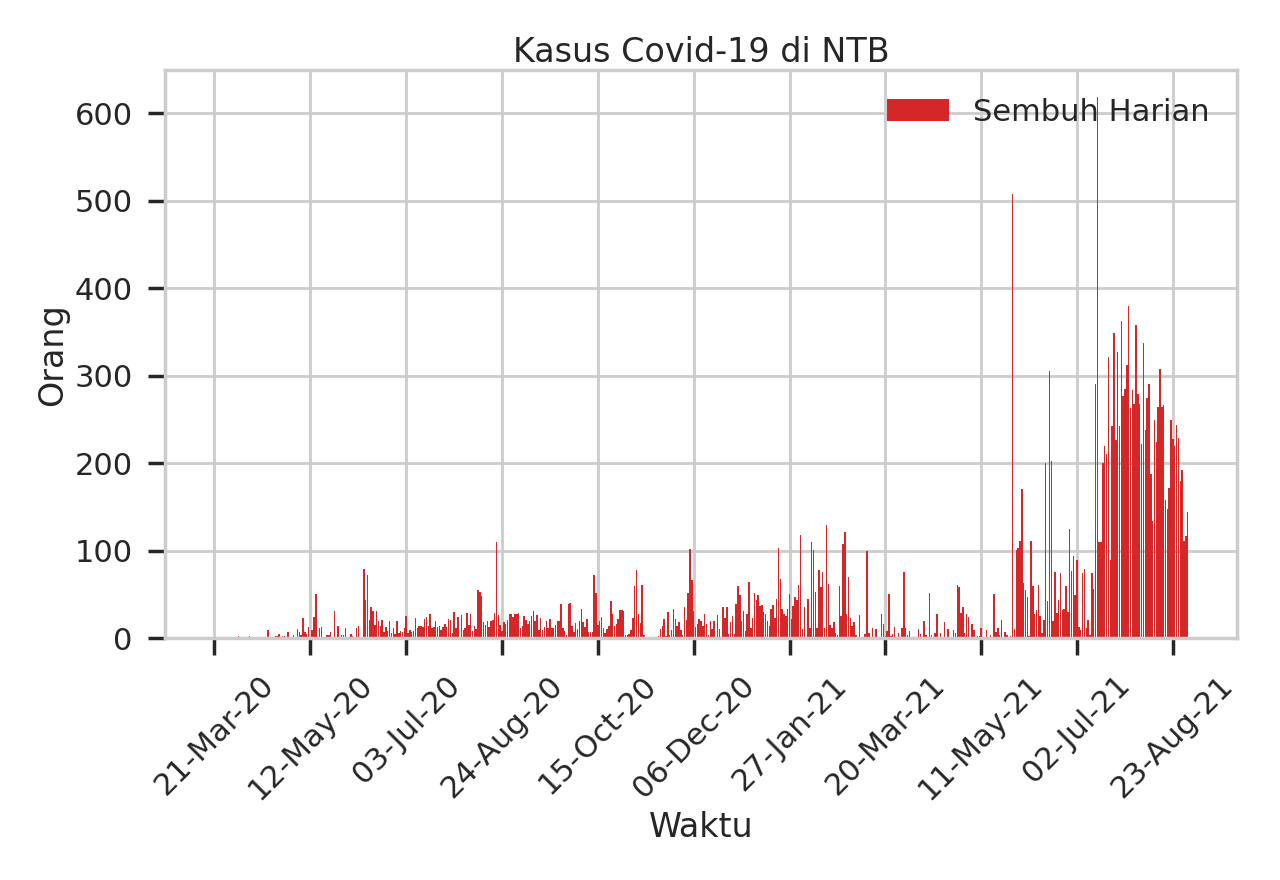 Kasus Covid-19 di NTB
Sembuh Harian
600
500
400
300
200
100
0
Orang
21-Mar-20
12-May-20
03-Jul-20
24-Aug-20
15-Oct-20
06-Dec-20
27-Jan-21
20-Mar-21
11-May-21
02-Jul-21
23-Aug-21
Waktu